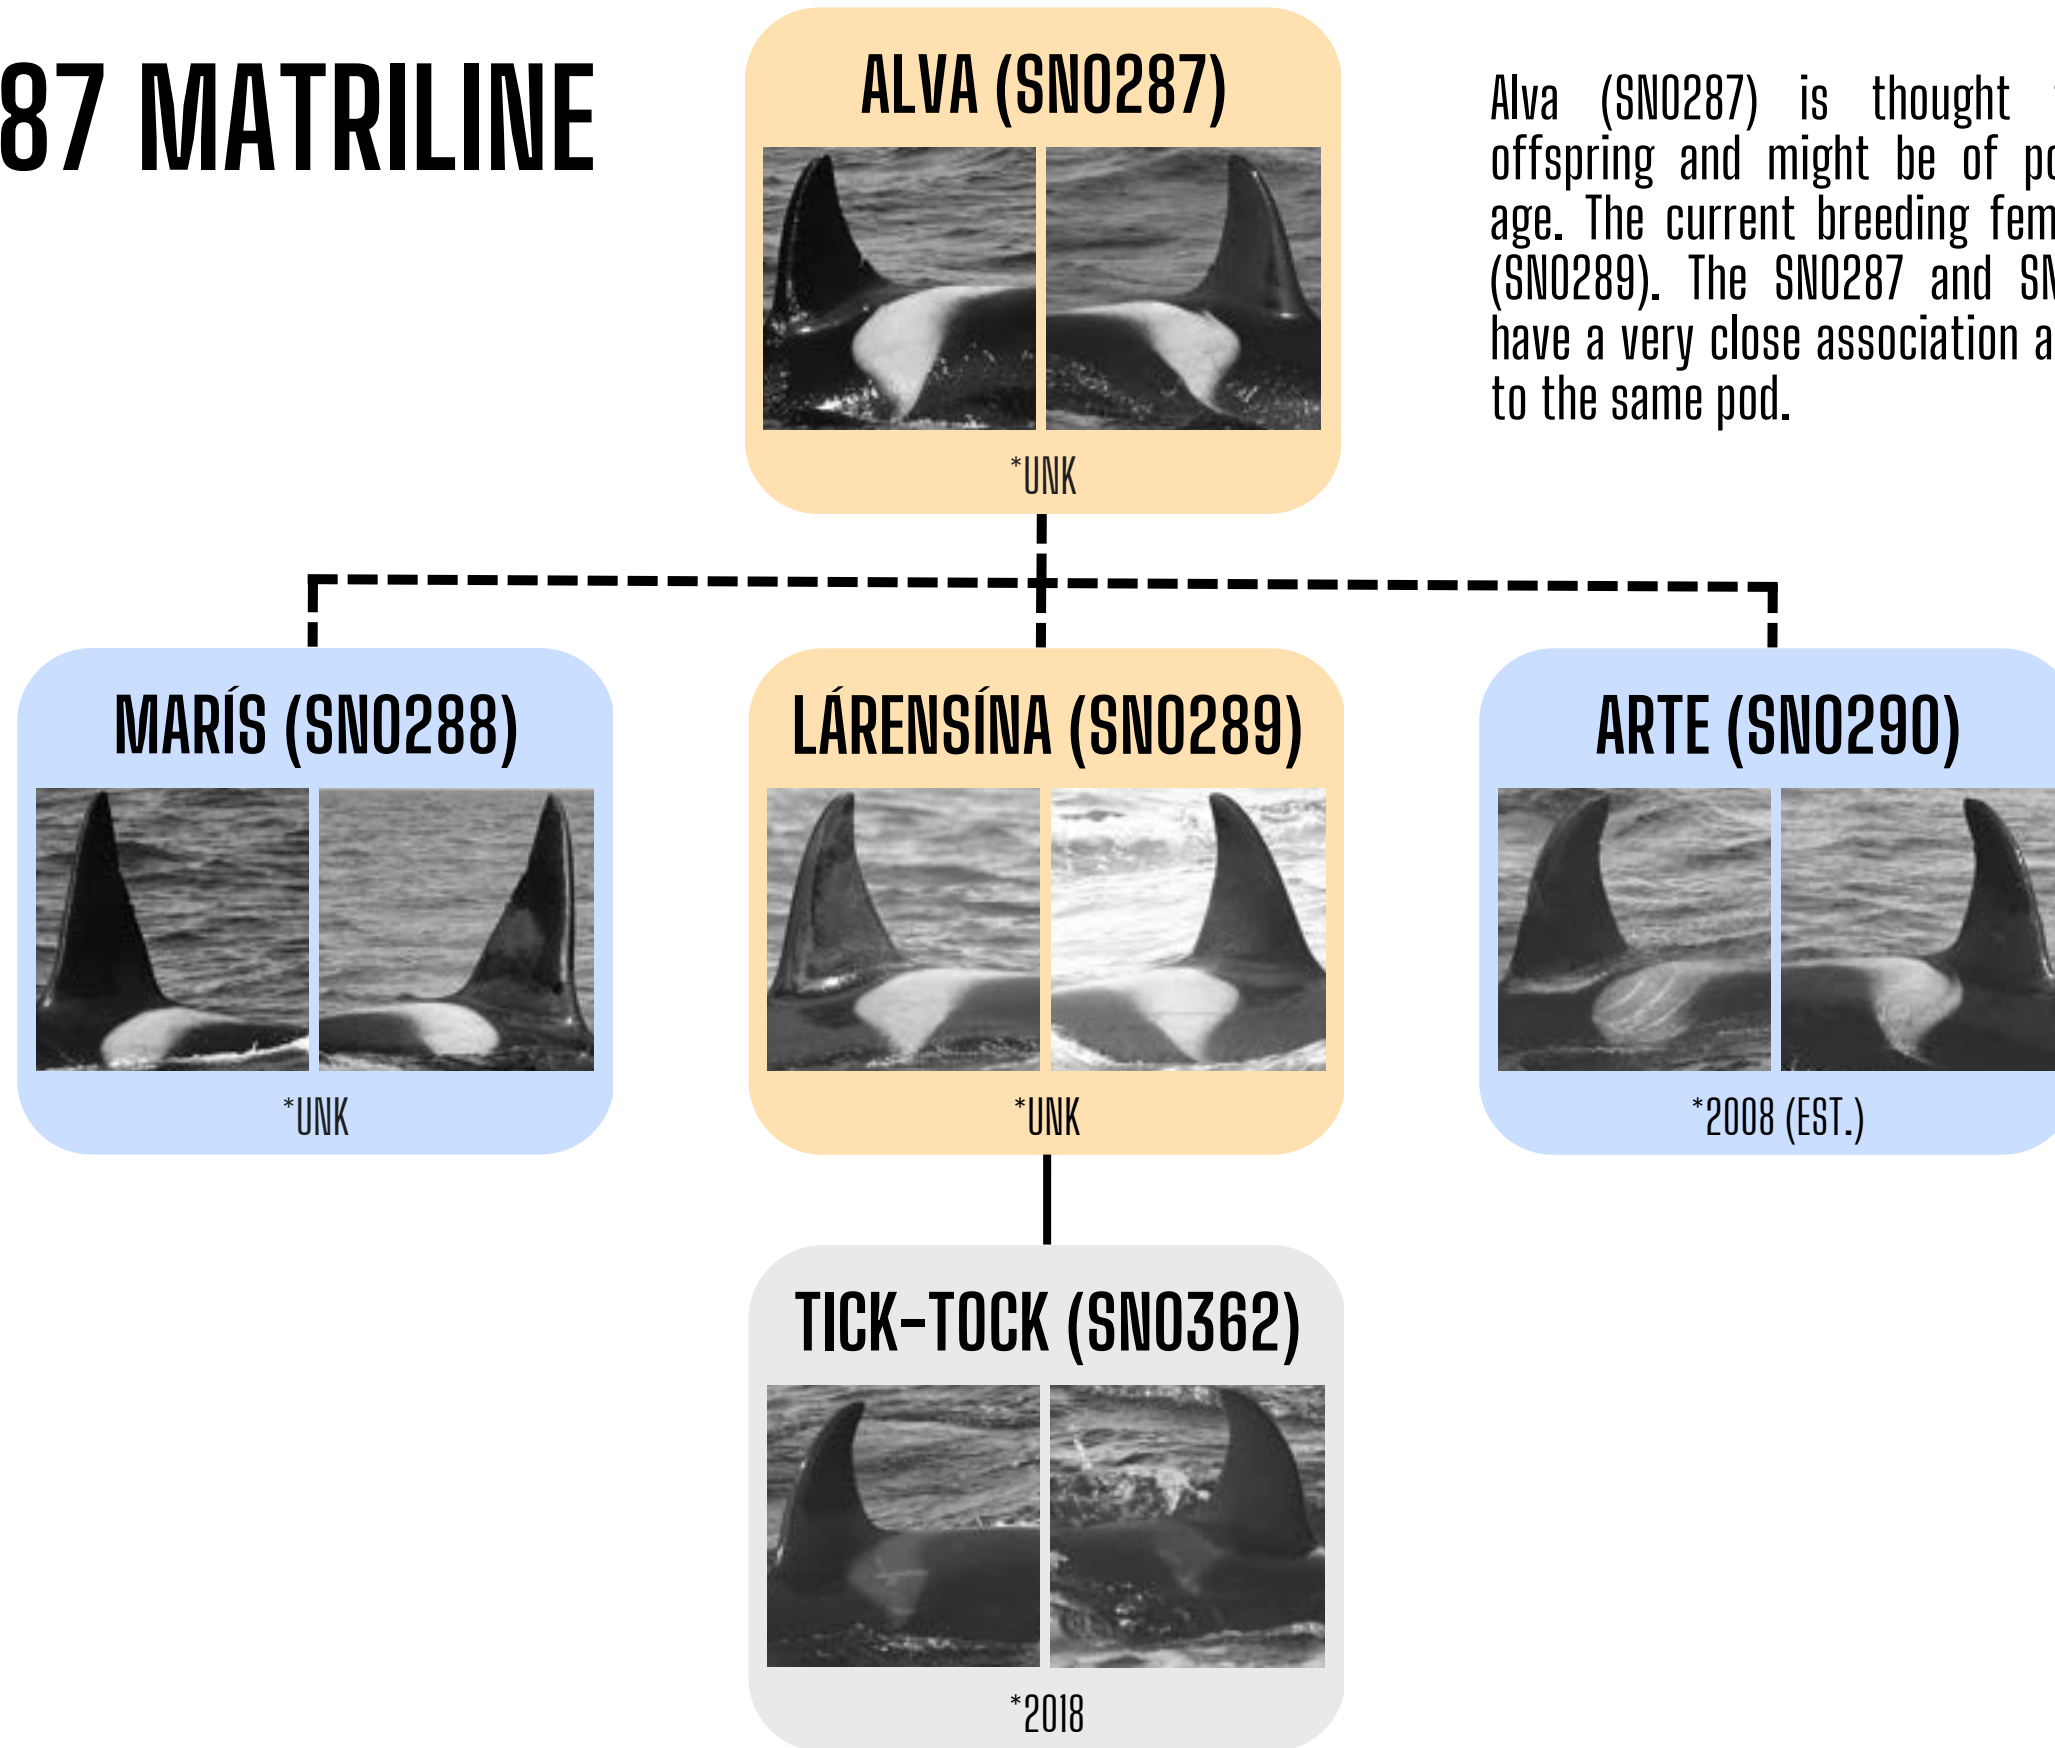 87 MATRILINE
ALVA (SN0287)
*UNK
Alva (SN0287) is thought
offspring and might be of
age. The current breeding
(SN0289). The SN0287 and
have a very close association
to the same pod.
MARÍS (SN0288)
*UNK
LÁRENSÍNA (SN0289)
*UNK
ARTE (SN0290)
*2008 (EST.)
TICK-TOCK (SN0362)
*2018